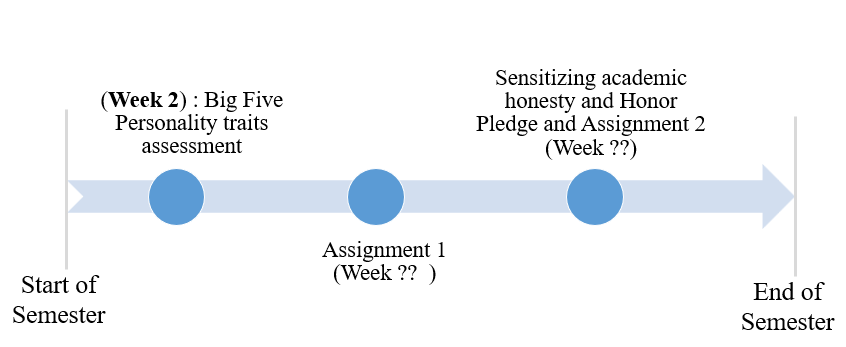 (Week 2) : Big Five
Personality traits
assessment
Sensitizing academic
honesty and Honor
Pledge and Assignment 2
(Week ??)
Assignment 1
(Week ??  )
Start of
Semester
End of
Semester